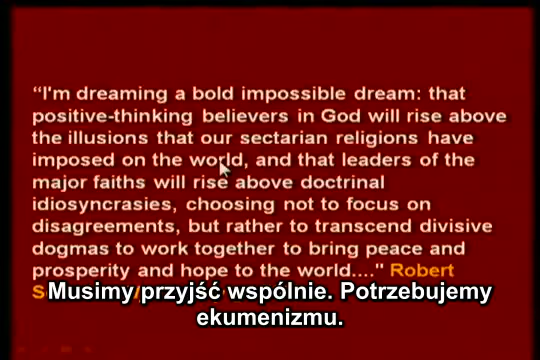 “I'm dreaming a bold impossible dream: that
positive-thinking believers in God will rise above
the illusions that our sectarian religions have
imposed on the world, and that leaders of the
major faiths will rise above doctrinal
idiosyncrasies, choosing not to focus on
disagreements, but rather to transcend divisive
dogmas to work together to bring peace and
prosperity and hope to the world...." Robert
Musimy przyjść wspólnie. Potrzebujemy
ekumenizmu.